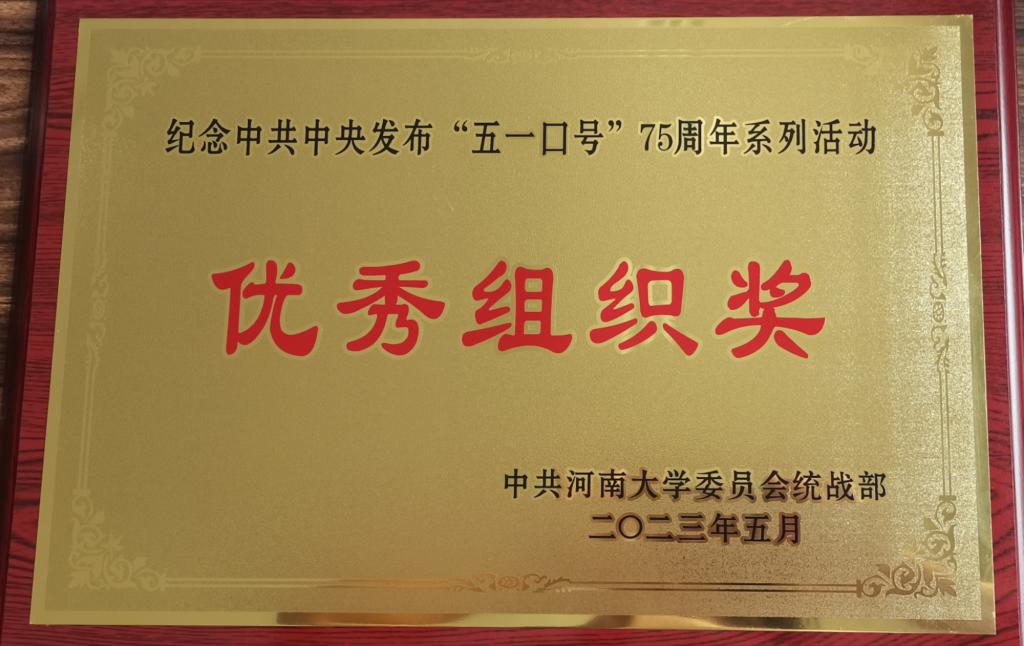 纪念中共中央发布“五一口号”75周年系列活动
优秀组织奖
中共河南大学委员会统战部
二〇二三年五月